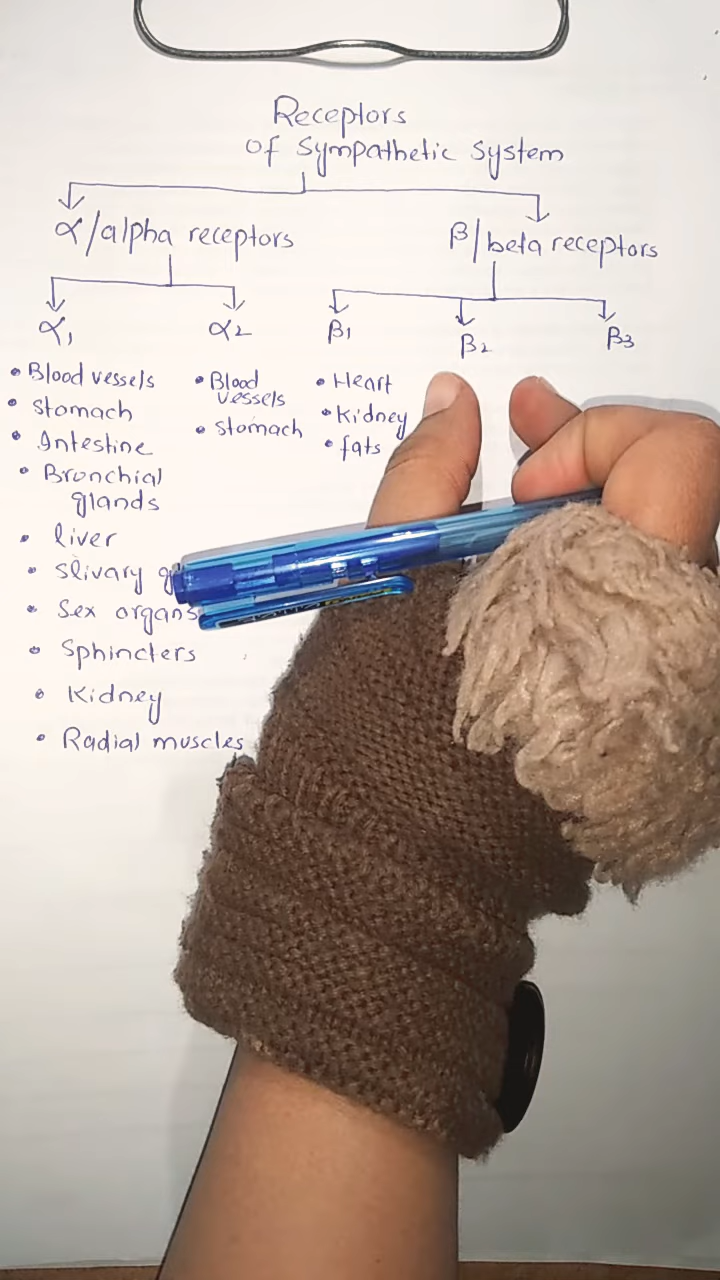 Receptors
of Sympathetic System
α/alpha receptors
β/beta receptors
α1
α2
β1
β2
β3
• Blood vessels
• Stomach
• Intestine
• Bronchial
glands
• liver
• Slivary
• Sex organs
• Sphincters
• Kidney
• Radial muscles
• Blood
vessels
• Stomach
• Heart
• Kidney
• fats